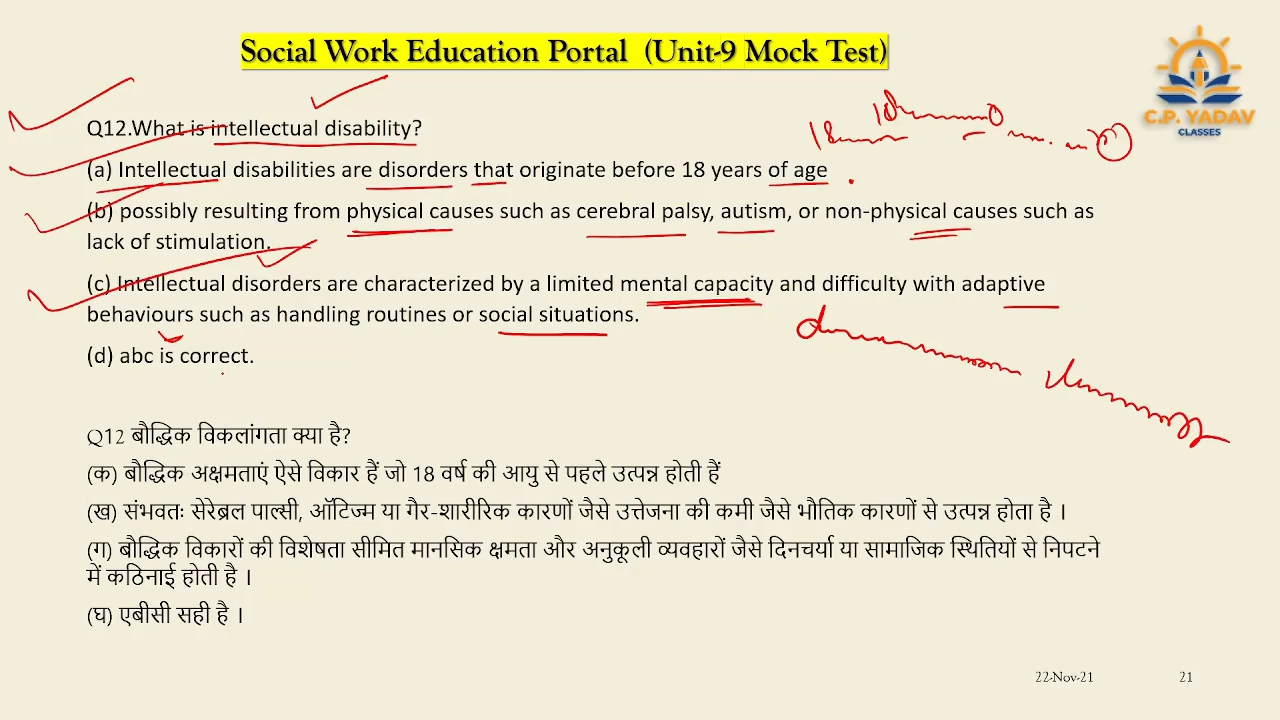 Social Work Education Portal (Unit-9 Mock Test)
C.P. YADAV
CLASSES
Q12.What is intellectual disability?
(a) Intellectual disabilities are disorders that originate before 18 years of age
(b) possibly resulting from physical causes such as cerebral palsy, autism, or non-physical causes such as
lack of stimulation.
(c) Intellectual disorders are characterized by a limited mental capacity and difficulty with adaptive
behaviours such as handling routines or social situations.
(d) abc is correct.
Q12 बौद्धिक विकलांगता क्या है?
(क) बौद्धिक अक्षमताएं ऐसे विकार हैं जो 18 वर्ष की आयु से पहले उत्पन्न होती हैं
(ख) संभवतः सेरेब्रल पाल्सी, ऑटिज्म या गैर-शारीरिक कारणों जैसे उत्तेजना की कमी जैसे भौतिक कारणों से उत्पन्न होता है ।
(ग) बौद्धिक विकारों की विशेषता सीमित मानसिक क्षमता और अनुकूली व्यवहारों जैसे दिनचर्या या सामाजिक स्थितियों से निपटने
में कठिनाई होती है ।
(घ) एबीसी सही है ।
22-Nov-21
21